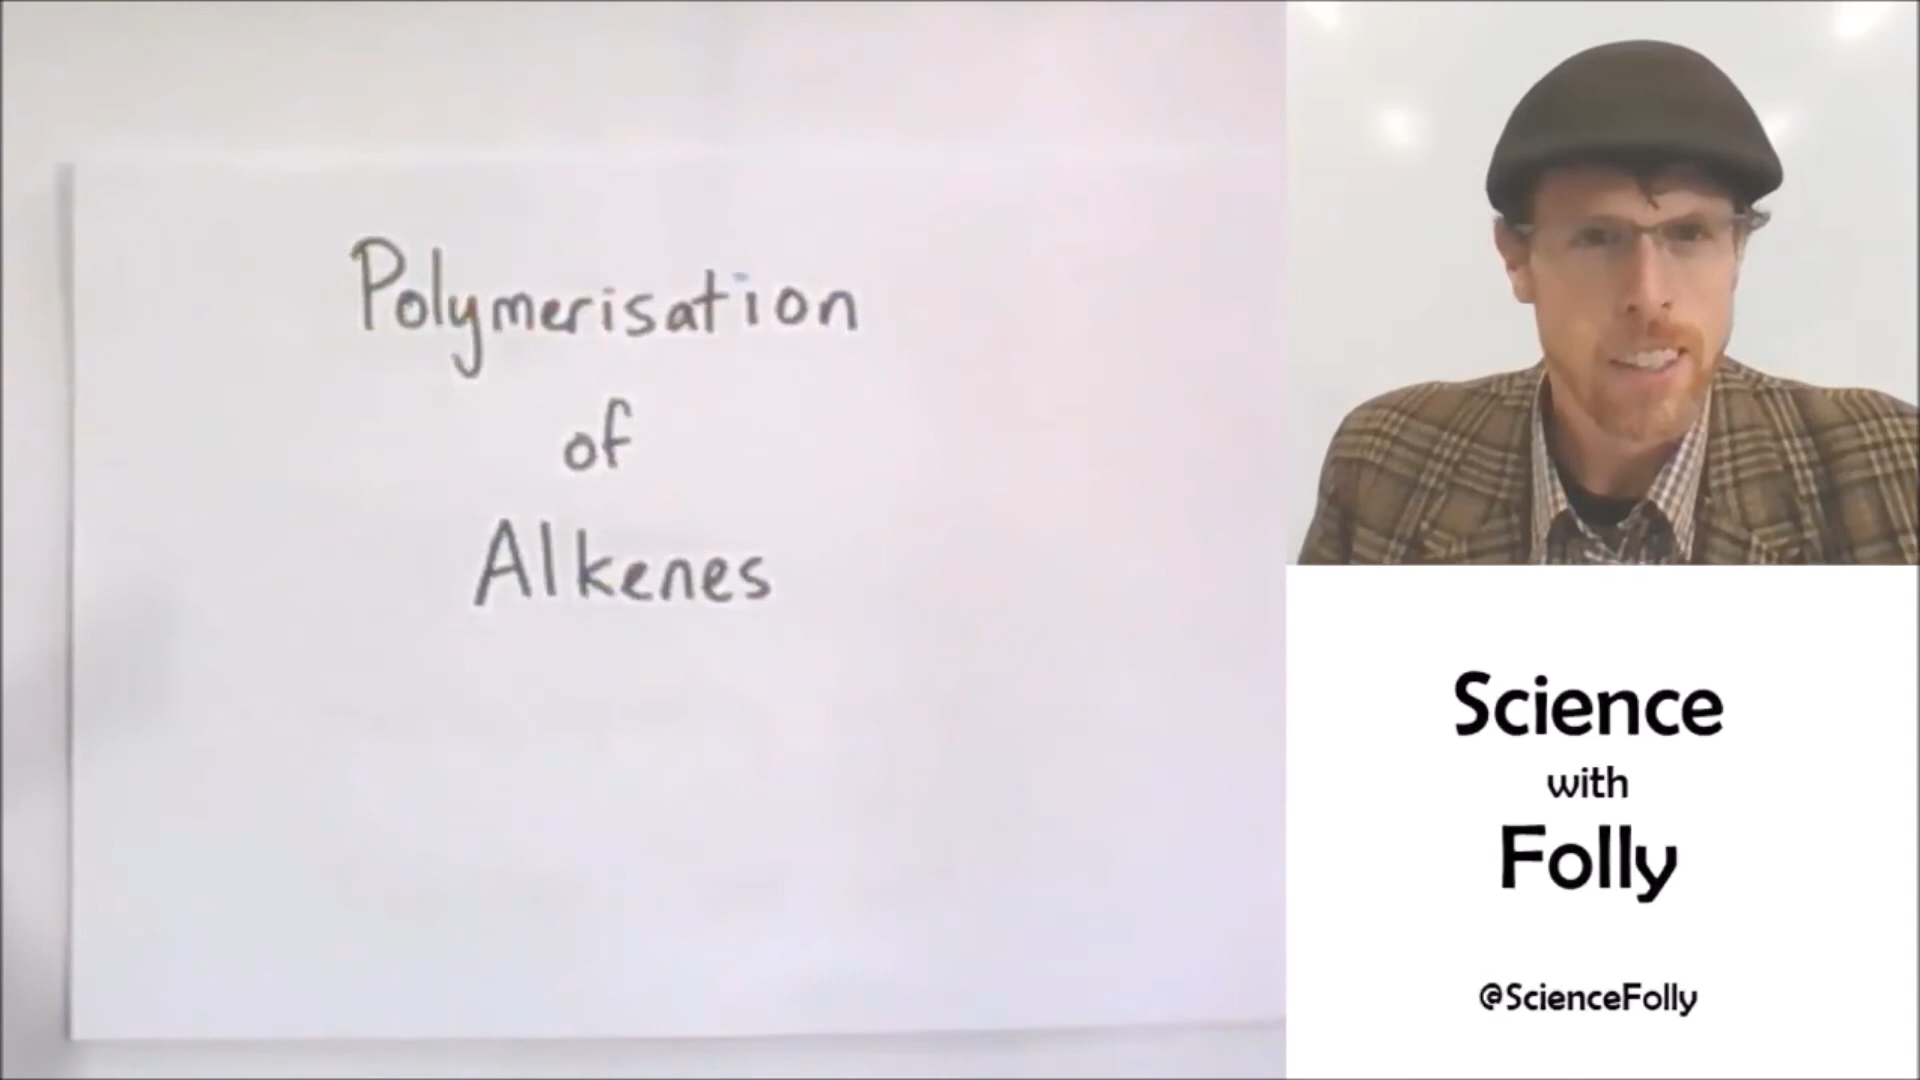 Polymerisation
of
Alkenes
Science
with
Folly
@ScienceFolly